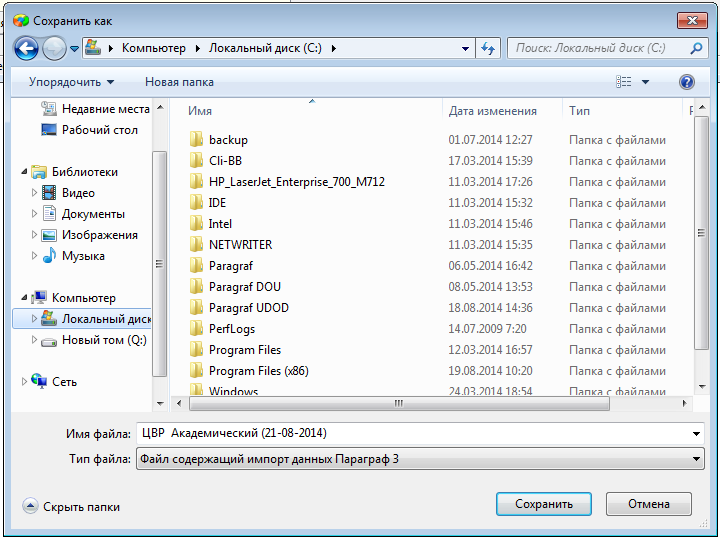 Сохранить как
Компьютер Локальный диск (C:)
Поиск: Локальный диск (C:)
Упорядочить Новая папка
Недавние места
Рабочий стол
Библиотеки
Видео
Документы
Изображения
Музыка
Компьютер
Локальный диск
Новый том (Q:)
Сеть
Имя Дата изменения Тип
backup 01.07.2014 12:27 Папка с файлами
Cli-BB 17.03.2014 15:39 Папка с файлами
HP_LaserJet_Enterprise_700_M712 11.03.2014 17:26 Папка с файлами
IDE 11.03.2014 15:32 Папка с файлами
Intel 11.03.2014 15:46 Папка с файлами
NETWRITER 11.03.2014 15:35 Папка с файлами
Paragraf 06.05.2014 16:42 Папка с файлами
Paragraf DOU 08.05.2014 13:53 Папка с файлами
Paragraf UDOD 18.08.2014 14:36 Папка с файлами
PerfLogs 14.07.2009 7:20 Папка с файлами
Program Files 12.03.2014 16:57 Папка с файлами
Program Files (x86) 19.08.2014 10:20 Папка с файлами
Windows 24.03.2014 18:54 Папка с файлами
Имя файла: ЦВР Академический (21-08-2014)
Тип файла: Файл содержащий импорт данных Параграф 3
Скрыть папки
Сохранить Отмена